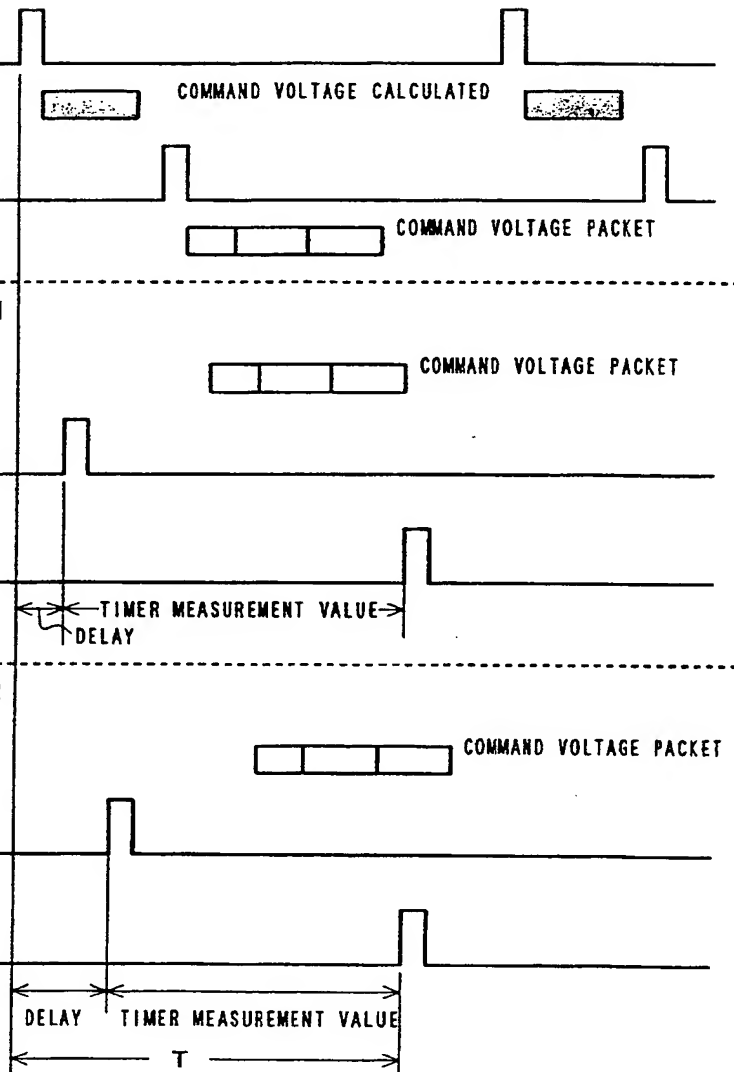 COMMAND VOLTAGE CALCULATED
COMMAND VOLTAGE PACKET
COMMAND VOLTAGE PACKET
TIMER MEASUREMENT VALUE
DELAY
COMMAND VOLTAGE PACKET
DELAY TIMER MEASUREMENT VALUE
T